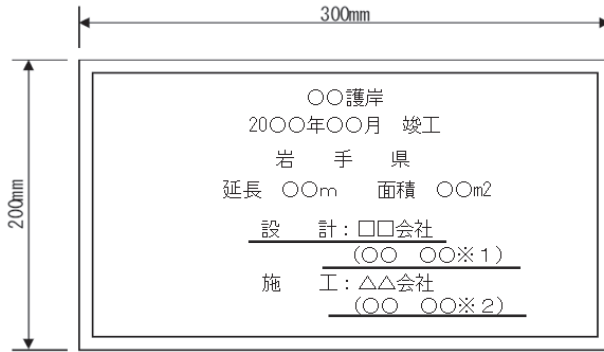 300mm
200mm
○○護岸
20○○年○○月 竣工
岩 手 県
延長 ○○m 面積 ○○m2
設 計：□□会社
（○○ ○○※１）
施 工：△△会社
（○○ ○○※２）